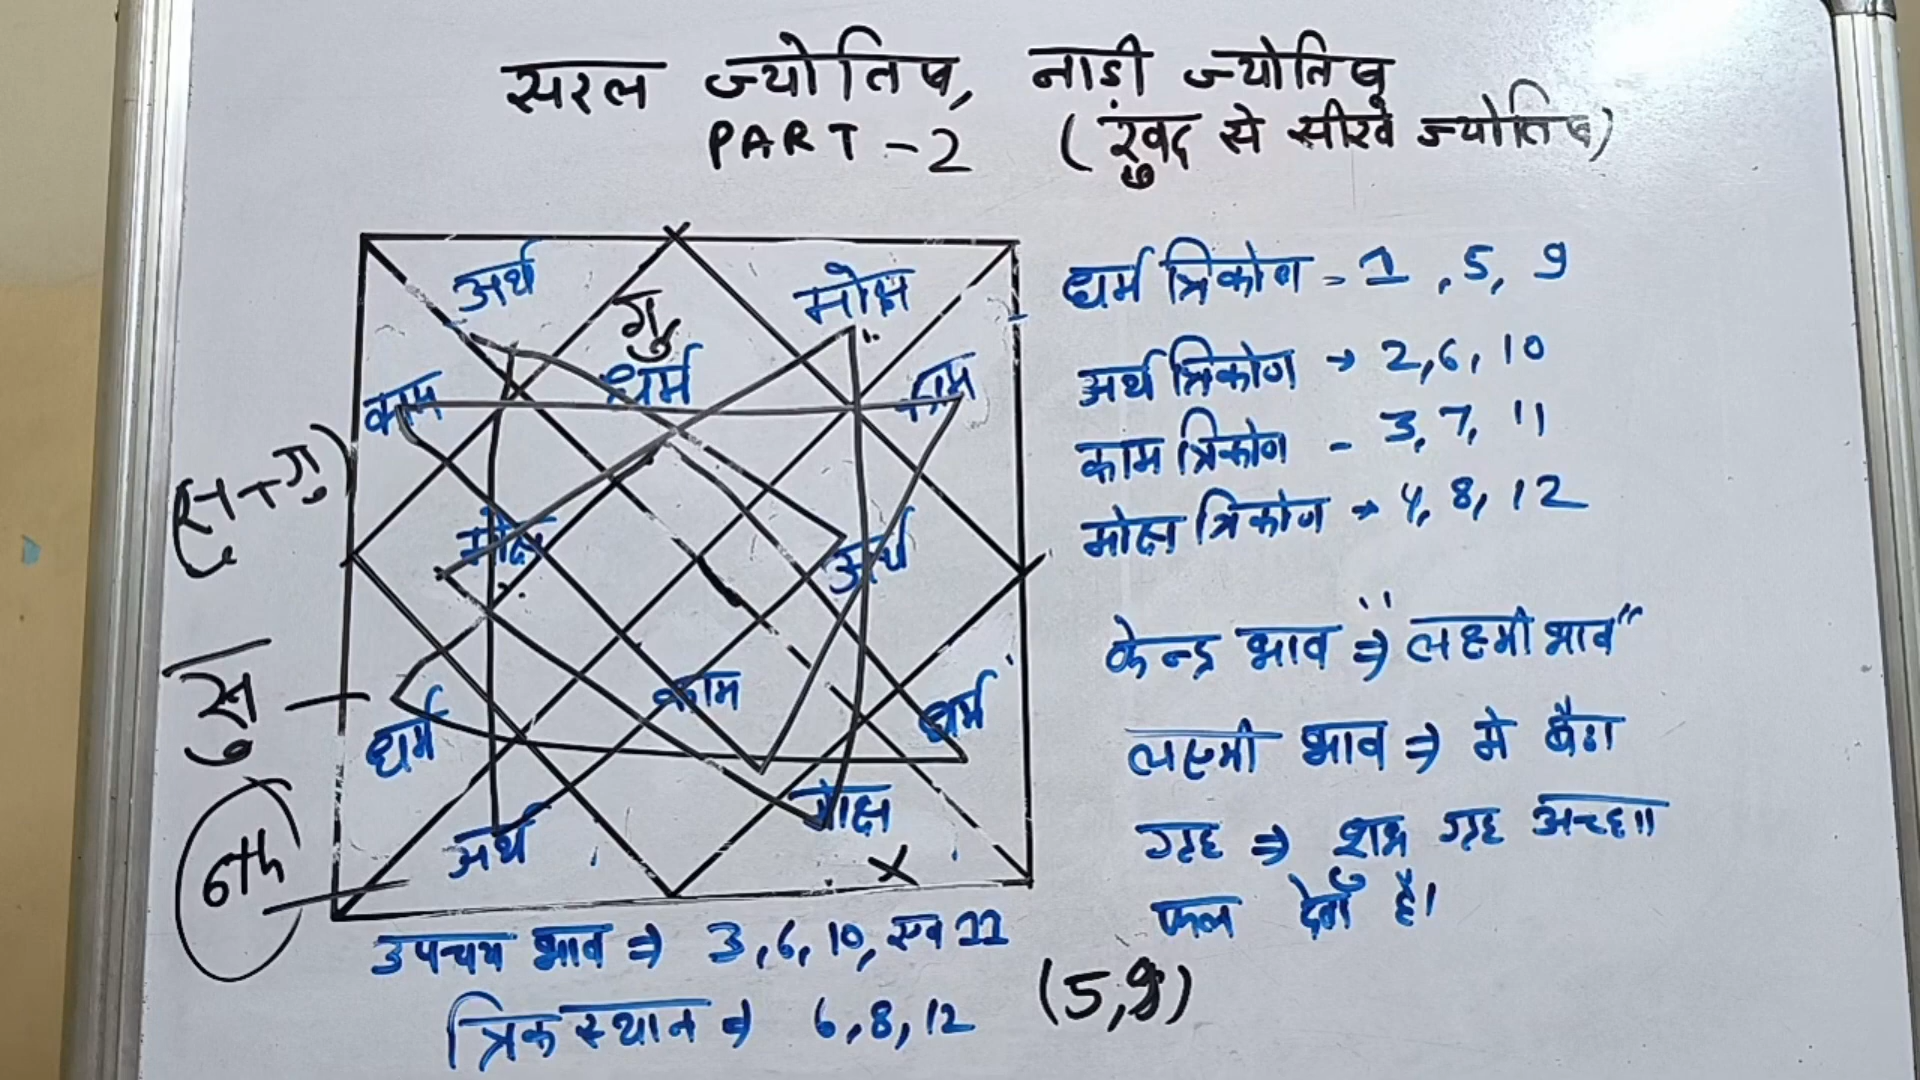 सरल ज्योतिष, नाडी ज्योतिष
PART - 2 (खुद से सीखे ज्योतिष)
अर्थ
मोक्ष
गु
काम
धर्म
काम
सु + गु
मोक्ष
अर्थ
सु
काम
धर्म
धर्म
मोक्ष
6th
अर्थ
X
धर्म त्रिकोण = 1, 5, 9
अर्थ त्रिकोण → 2, 6, 10
काम त्रिकोण - 3, 7, 11
मोक्ष त्रिकोण → 4, 8, 12
केन्द्र भाव ⇒ "लक्ष्मी भाव"
लक्ष्मी भाव ⇒ मे बैठा
ग्रह ⇒ ग्रह अच्छा
फल है।
उपचय भाव ⇒ 3, 6, 10, एव 11
त्रिक स्थान ⇒ 6, 8, 12
(5, 9)